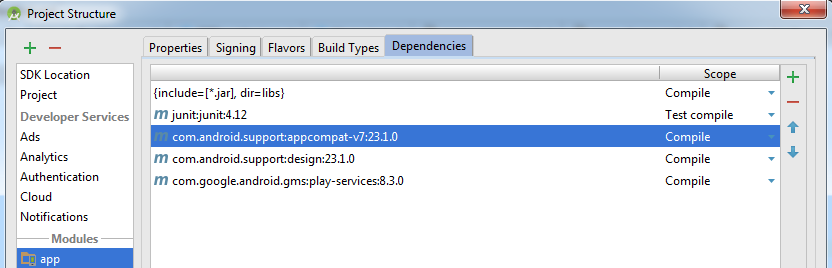 Project Structure
Properties Signing Flavors Build Types Dependencies
SDK Location
Project
Developer Services
Ads
Analytics
Authentication
Cloud
Notifications
Modules
app
Scope
{include=[*.jar], dir=libs} Compile
m junit:junit:4.12 Test compile
m com.android.support:appcompat-v7:23.1.0 Compile
m com.android.support:design:23.1.0 Compile
m com.google.android.gms:play-services:8.3.0 Compile